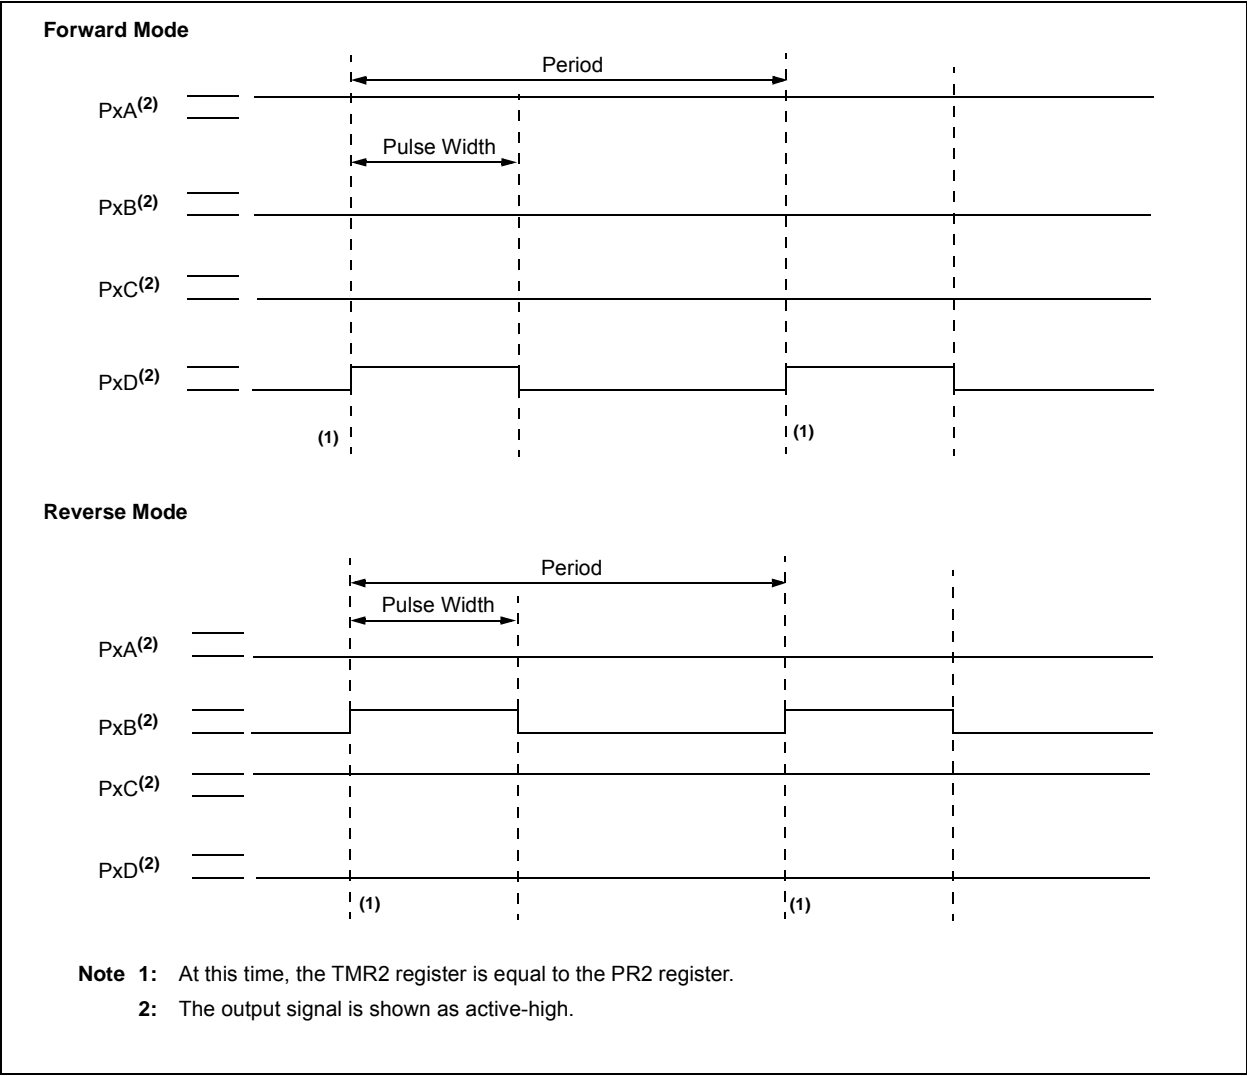 Forward Mode
Period
PxA(2)
Pulse Width
PxB(2)
PxC(2)
PxD(2)
(1) (1)
Reverse Mode
Period
Pulse Width
PxA(2)
PxB(2)
PxC(2)
PxD(2)
(1) (1)
Note 1: At this time, the TMR2 register is equal to the PR2 register.
2: The output signal is shown as active-high.